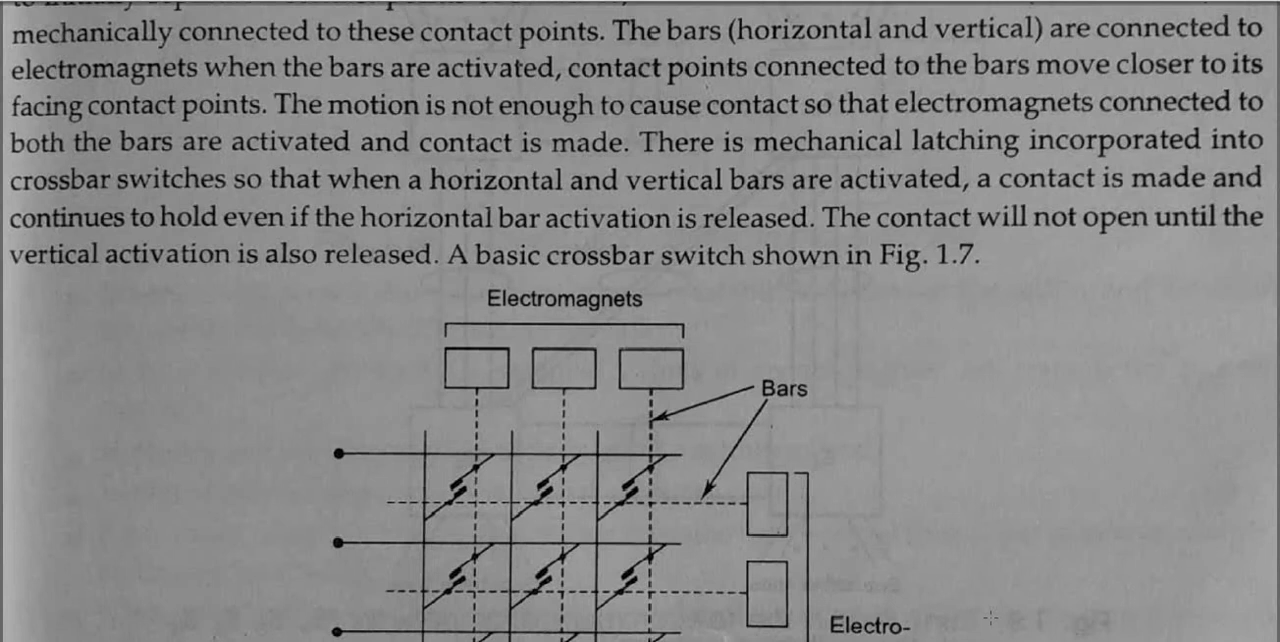 mechanically connected to these contact points. The bars (horizontal and vertical) are connected to
electromagnets when the bars are activated, contact points connected to the bars move closer to its
facing contact points. The motion is not enough to cause contact so that electromagnets connected to
both the bars are activated and contact is made. There is mechanical latching incorporated into
crossbar switches so that when a horizontal and vertical bars are activated, a contact is made and
continues to hold even if the horizontal bar activation is released. The contact will not open until the
vertical activation is also released. A basic crossbar switch shown in Fig. 1.7.
Electromagnets
Bars
Electro-